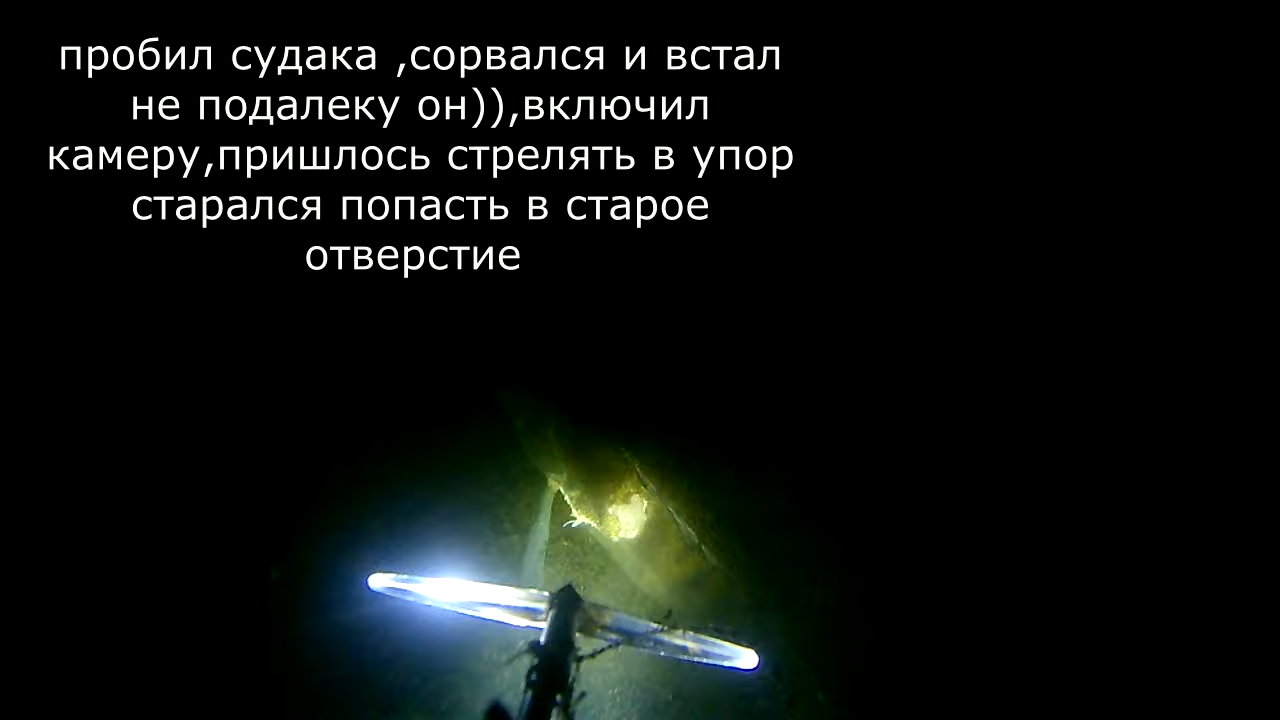 пробил судака ,сорвался и встал
не подалеку он)),включил
камеру,пришлось стрелять в упор
старался попасть в старое
отверстие